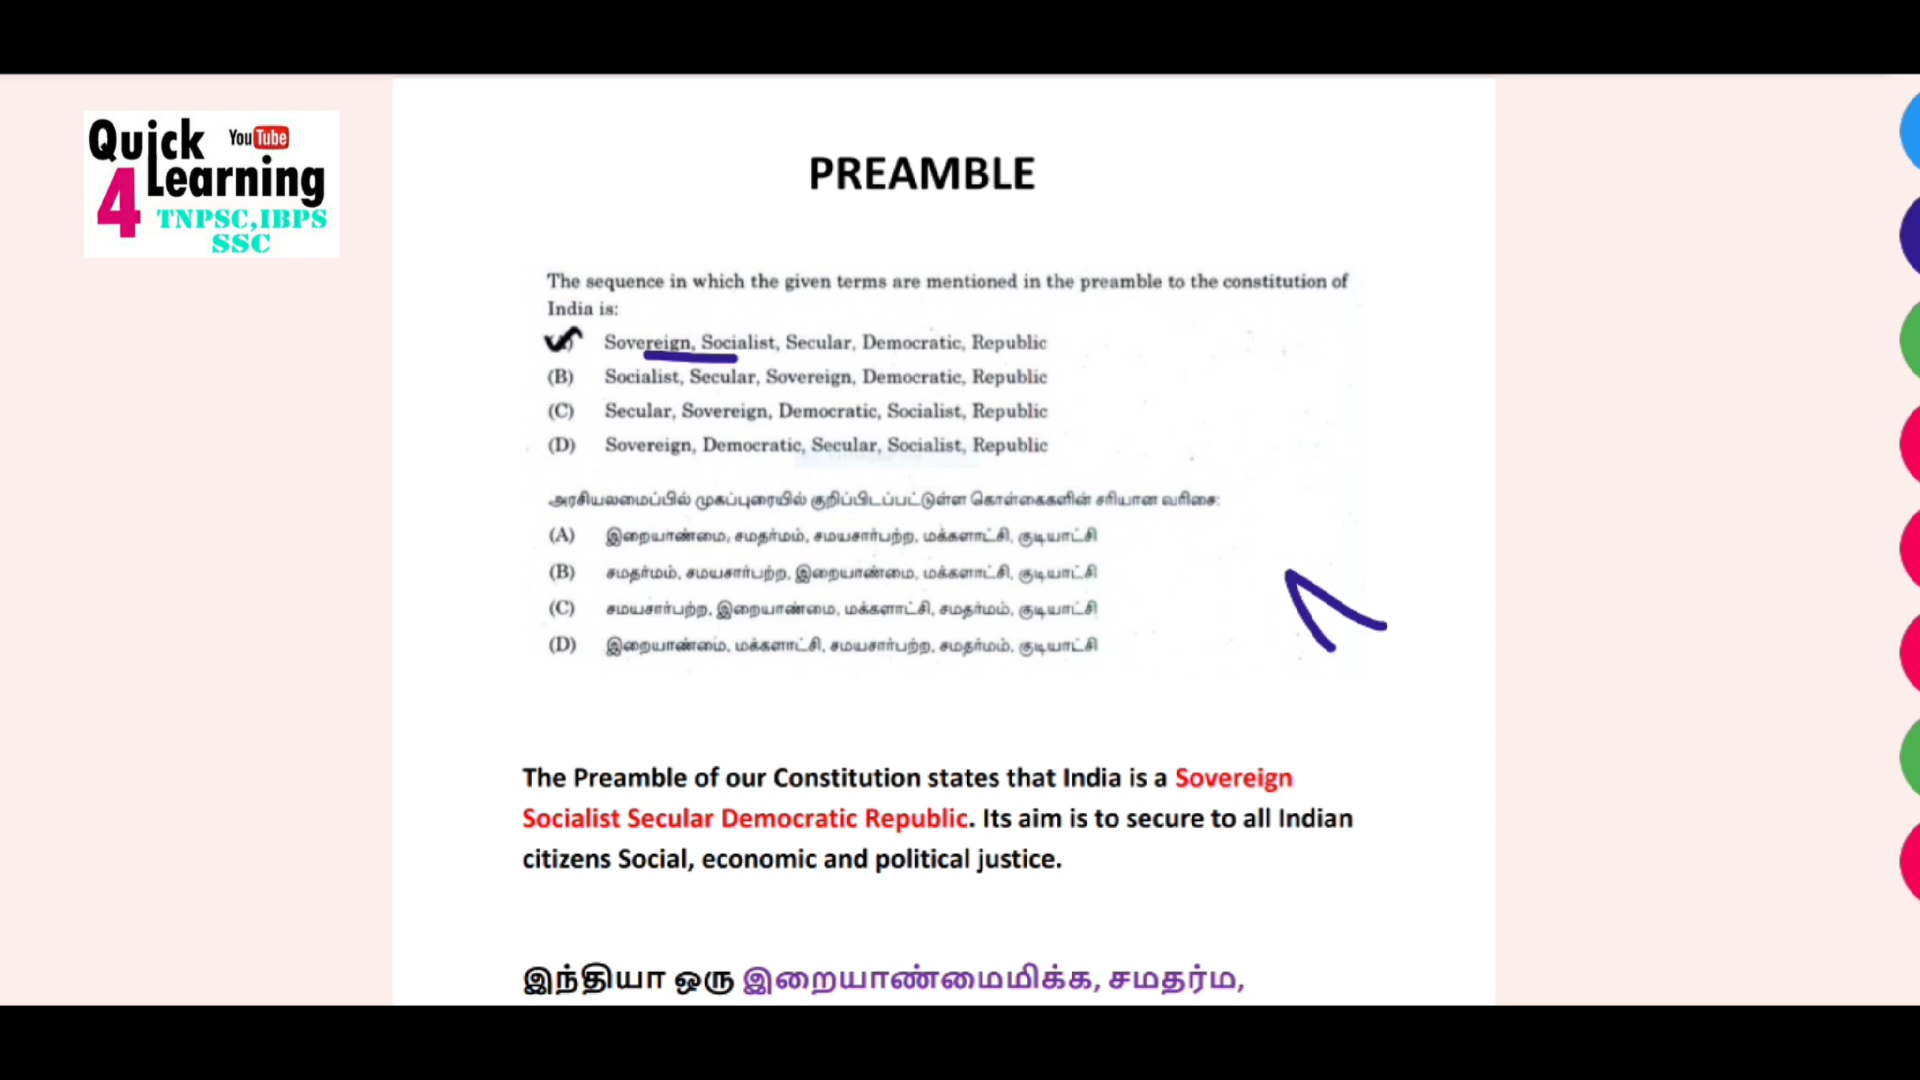 Quick
YouTube
4 Learning
TNPSC,IBPS
SSC
PREAMBLE
The sequence in which the given terms are mentioned in the preamble to the constitution of
India is:
Sovereign, Socialist, Secular, Democratic, Republic
(B) Socialist, Secular, Sovereign, Democratic, Republic
(C) Secular, Sovereign, Democratic, Socialist, Republic
(D) Sovereign, Democratic, Secular, Socialist, Republic
அரசியலமைப்பில் முகப்புரையில் குறிப்பிடப்பட்டுள்ள கொள்கைகளின் சரியான வரிசை:
(A) இறையாண்மை, சமதர்மம், சமயசார்பற்ற, மக்களாட்சி, குடியாட்சி
(B) சமதர்மம், சமயசார்பற்ற, இறையாண்மை, மக்களாட்சி, குடியாட்சி
(C) சமயசார்பற்ற, இறையாண்மை, மக்களாட்சி, சமதர்மம், குடியாட்சி
(D) இறையாண்மை, மக்களாட்சி, சமயசார்பற்ற, சமதர்மம், குடியாட்சி
The Preamble of our Constitution states that India is a Sovereign
Socialist Secular Democratic Republic. Its aim is to secure to all Indian
citizens Social, economic and political justice.
இந்தியா ஒரு இறையாண்மைமிக்க, சமதர்ம,